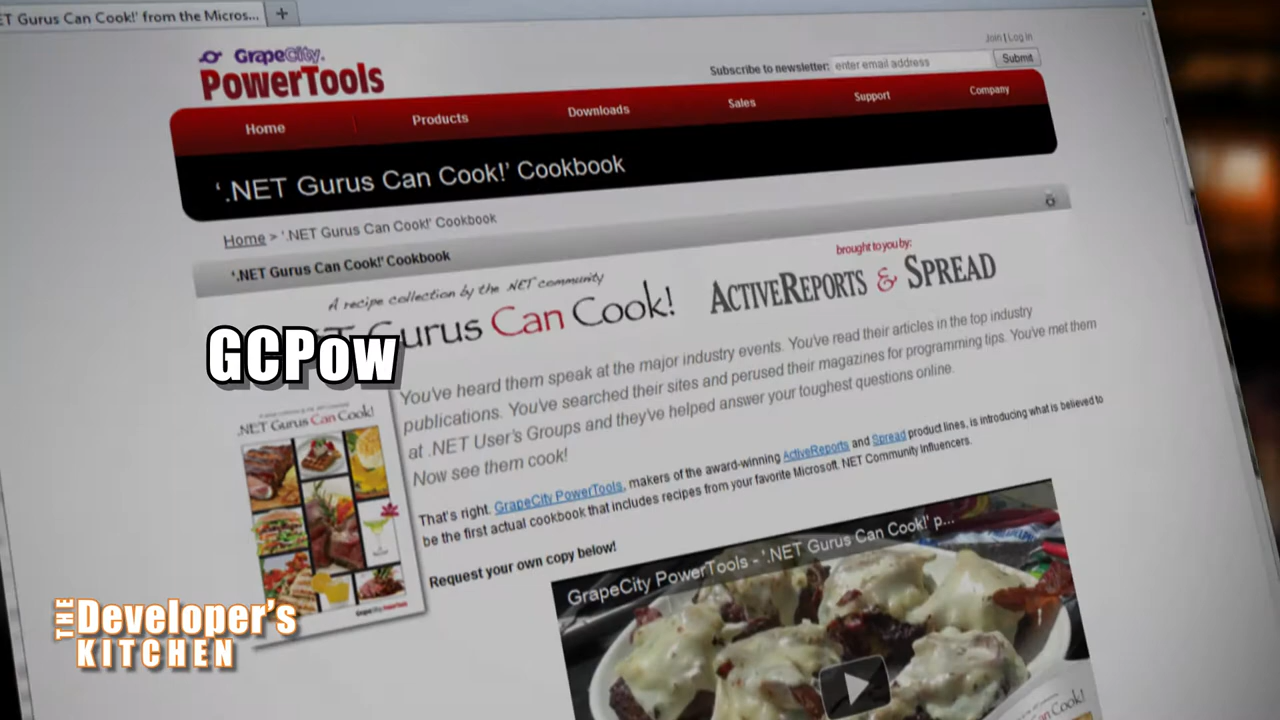 .ET Gurus Can Cook!' from the Micros...
+
GrapeCity.
PowerTools
Join | Log in
Subscribe to newsletter: enter email address Submit
Home Products Downloads Sales Support Company
'.NET Gurus Can Cook!' Cookbook
Home > '.NET Gurus Can Cook!' Cookbook
'.NET Gurus Can Cook!' Cookbook
A recipe collection by the .NET community
brought to you by:
ET Gurus Can Cook!
ActiveReports & Spread
GCPow
You've heard them speak at the major industry events. You've read their articles in the top industry
publications. You've searched their sites and perused their magazines for programming tips. You've met them
at .NET User's Groups and they've helped answer your toughest questions online.
Now see them cook!
.NET Gurus Can Cook!
GrapeCity PowerTools
That's right. GrapeCity PowerTools, makers of the award-winning ActiveReports and Spread product lines, is introducing what is believed to
be the first actual cookbook that includes recipes from your favorite Microsoft. NET Community Influencers.
Request your own copy below!
GrapeCity PowerTools - '.NET Gurus Can Cook!' p...
Can Cook!
THE Developer's
KITCHEN